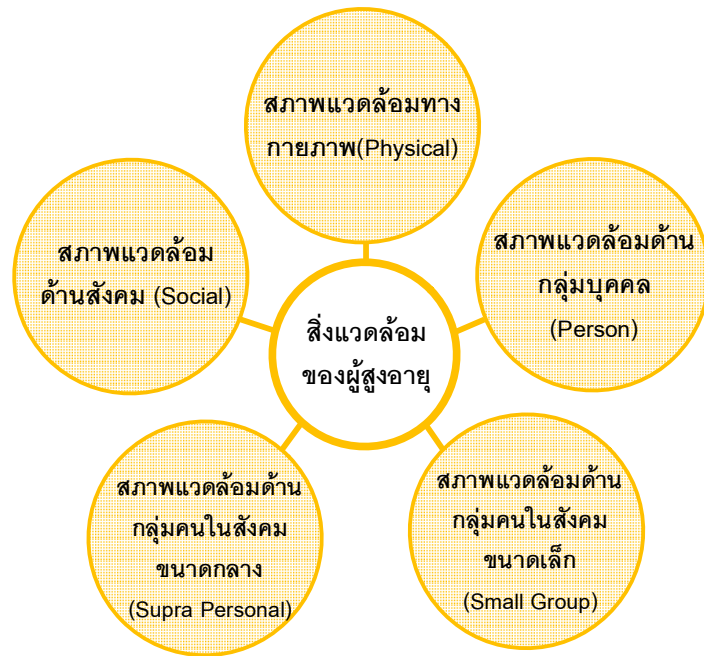 สภาพแวดล้อมทาง
กายภาพ(Physical)
สภาพแวดล้อมด้าน
กลุ่มบุคคล
(Person)
สภาพแวดล้อมด้าน
กลุ่มคนในสังคม
ขนาดเล็ก
(Small Group)
สภาพแวดล้อมด้าน
กลุ่มคนในสังคม
ขนาดกลาง
(Supra Personal)
สภาพแวดล้อม
ด้านสังคม (Social)
สิ่งแวดล้อม
ของผู้สูงอายุ